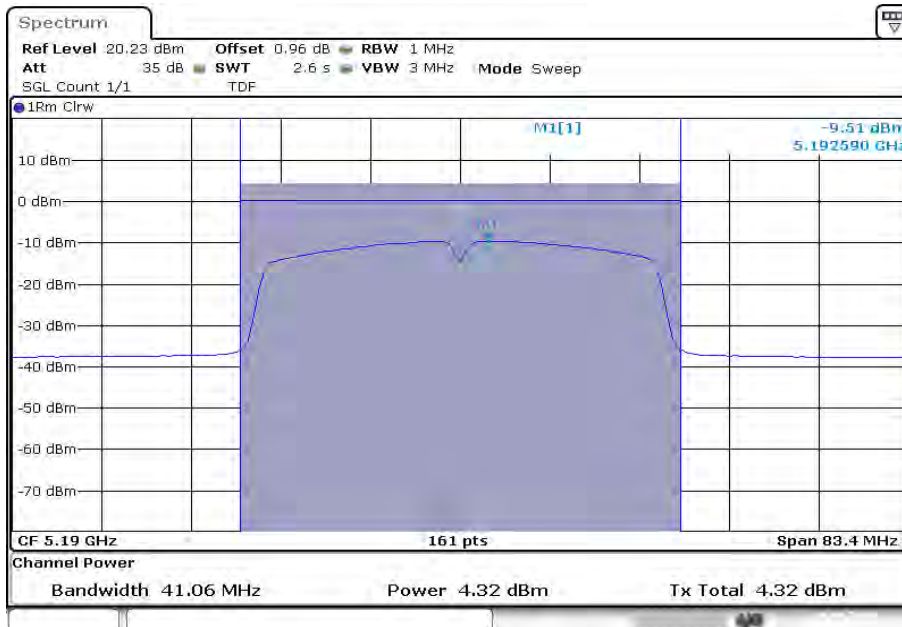 Spectrum
Ref Level 20.23 dBm Offset 0.96 dB RBW 1 MHz
Att 35 dB SWT 2.6 s VBW 3 MHz Mode Sweep
SGL Count 1/1 TDF
1Rm Clrw
M1[1] -9.51 dBm
5.192590 GHz
10 dBm
0 dBm
M1
-10 dBm
-20 dBm
-30 dBm
-40 dBm
-50 dBm
-60 dBm
-70 dBm
CF 5.19 GHz 161 pts Span 83.4 MHz
Channel Power
Bandwidth 41.06 MHz Power 4.32 dBm Tx Total 4.32 dBm